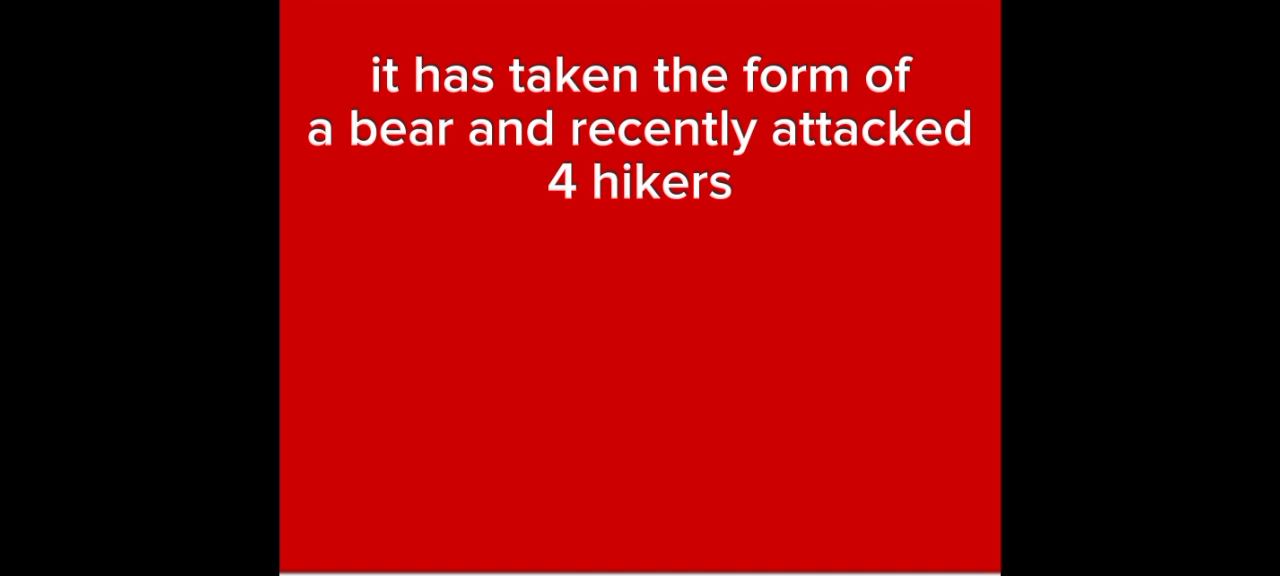 it has taken the form of
a bear and recently attacked
4 hikers